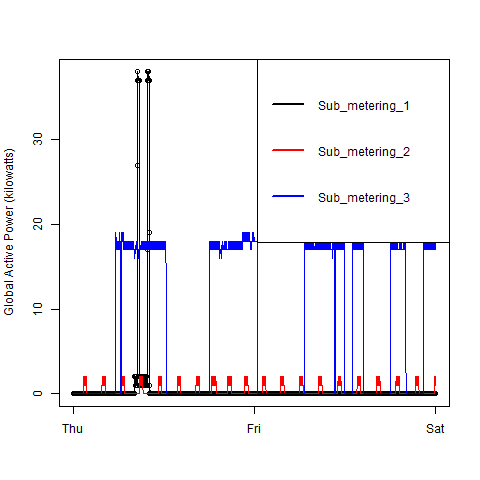 Global Active Power (kilowatts)
30
20
10
0
Sub_metering_1
Sub_metering_2
Sub_metering_3
Thu
Fri
Sat